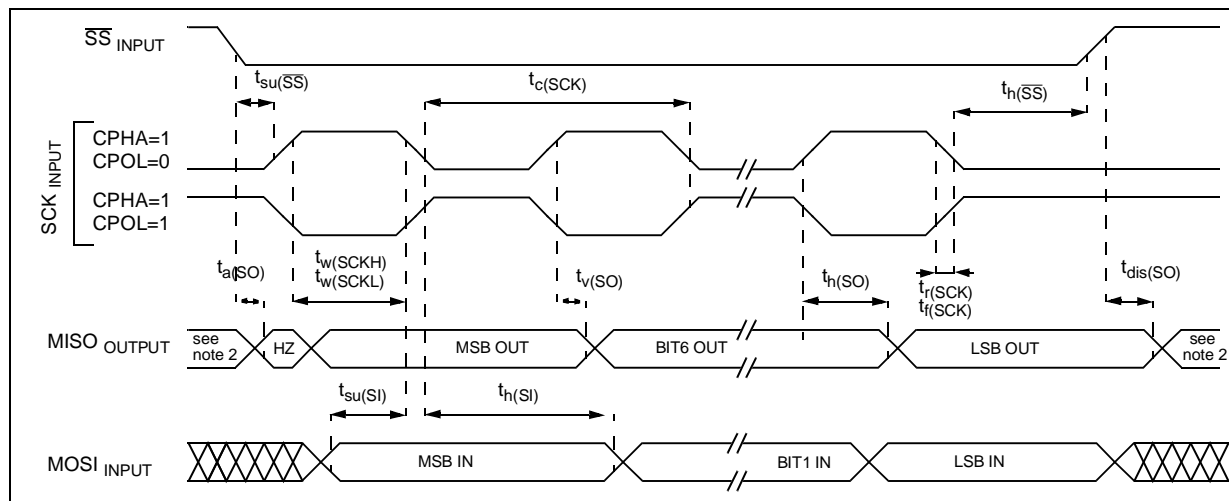 SS INPUT
tsu(SS)
tc(SCK)
th(SS)
SCK INPUT
CPHA=1
CPOL=0
CPHA=1
CPOL=1
ta(SO)
tw(SCKH)
tw(SCKL)
tv(SO)
th(SO)
tr(SCK)
tf(SCK)
tdis(SO)
MISO OUTPUT
see
note 2
HZ
MSB OUT
BIT6 OUT
LSB OUT
see
note 2
tsu(SI)
th(SI)
MOSI INPUT
MSB IN
BIT1 IN
LSB IN